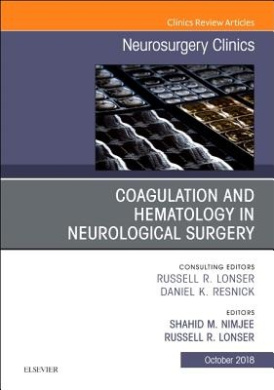 Clinics Review Articles
Neurosurgery Clinics
COAGULATION AND
HEMATOLOGY IN
NEUROLOGICAL SURGERY
CONSULTING EDITORS
RUSSELL R. LONSER
DANIEL K. RESNICK
EDITORS
SHAHID M. NIMJEE
RUSSELL R. LONSER
ELSEVIER
October 2018